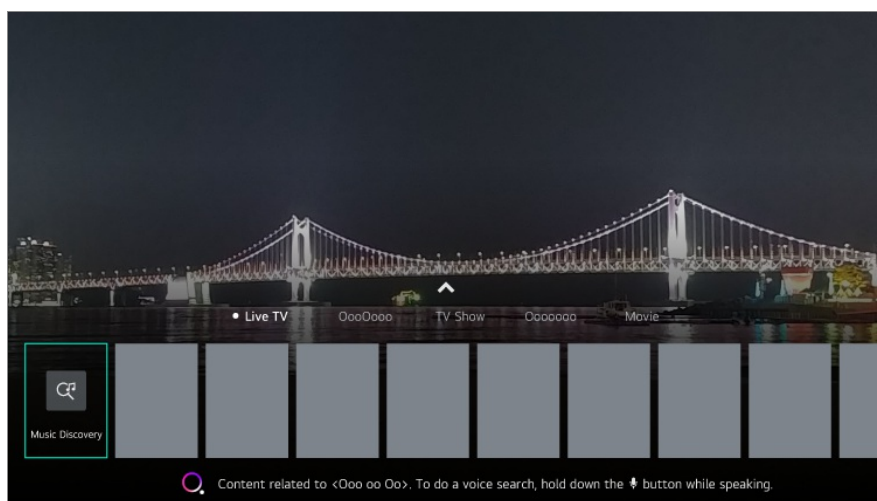 Live TV OooOooo TV Show Ooooooo Movie
Music Discovery
Content related to <Ooo oo Oo>. To do a voice search, hold down the button while speaking.